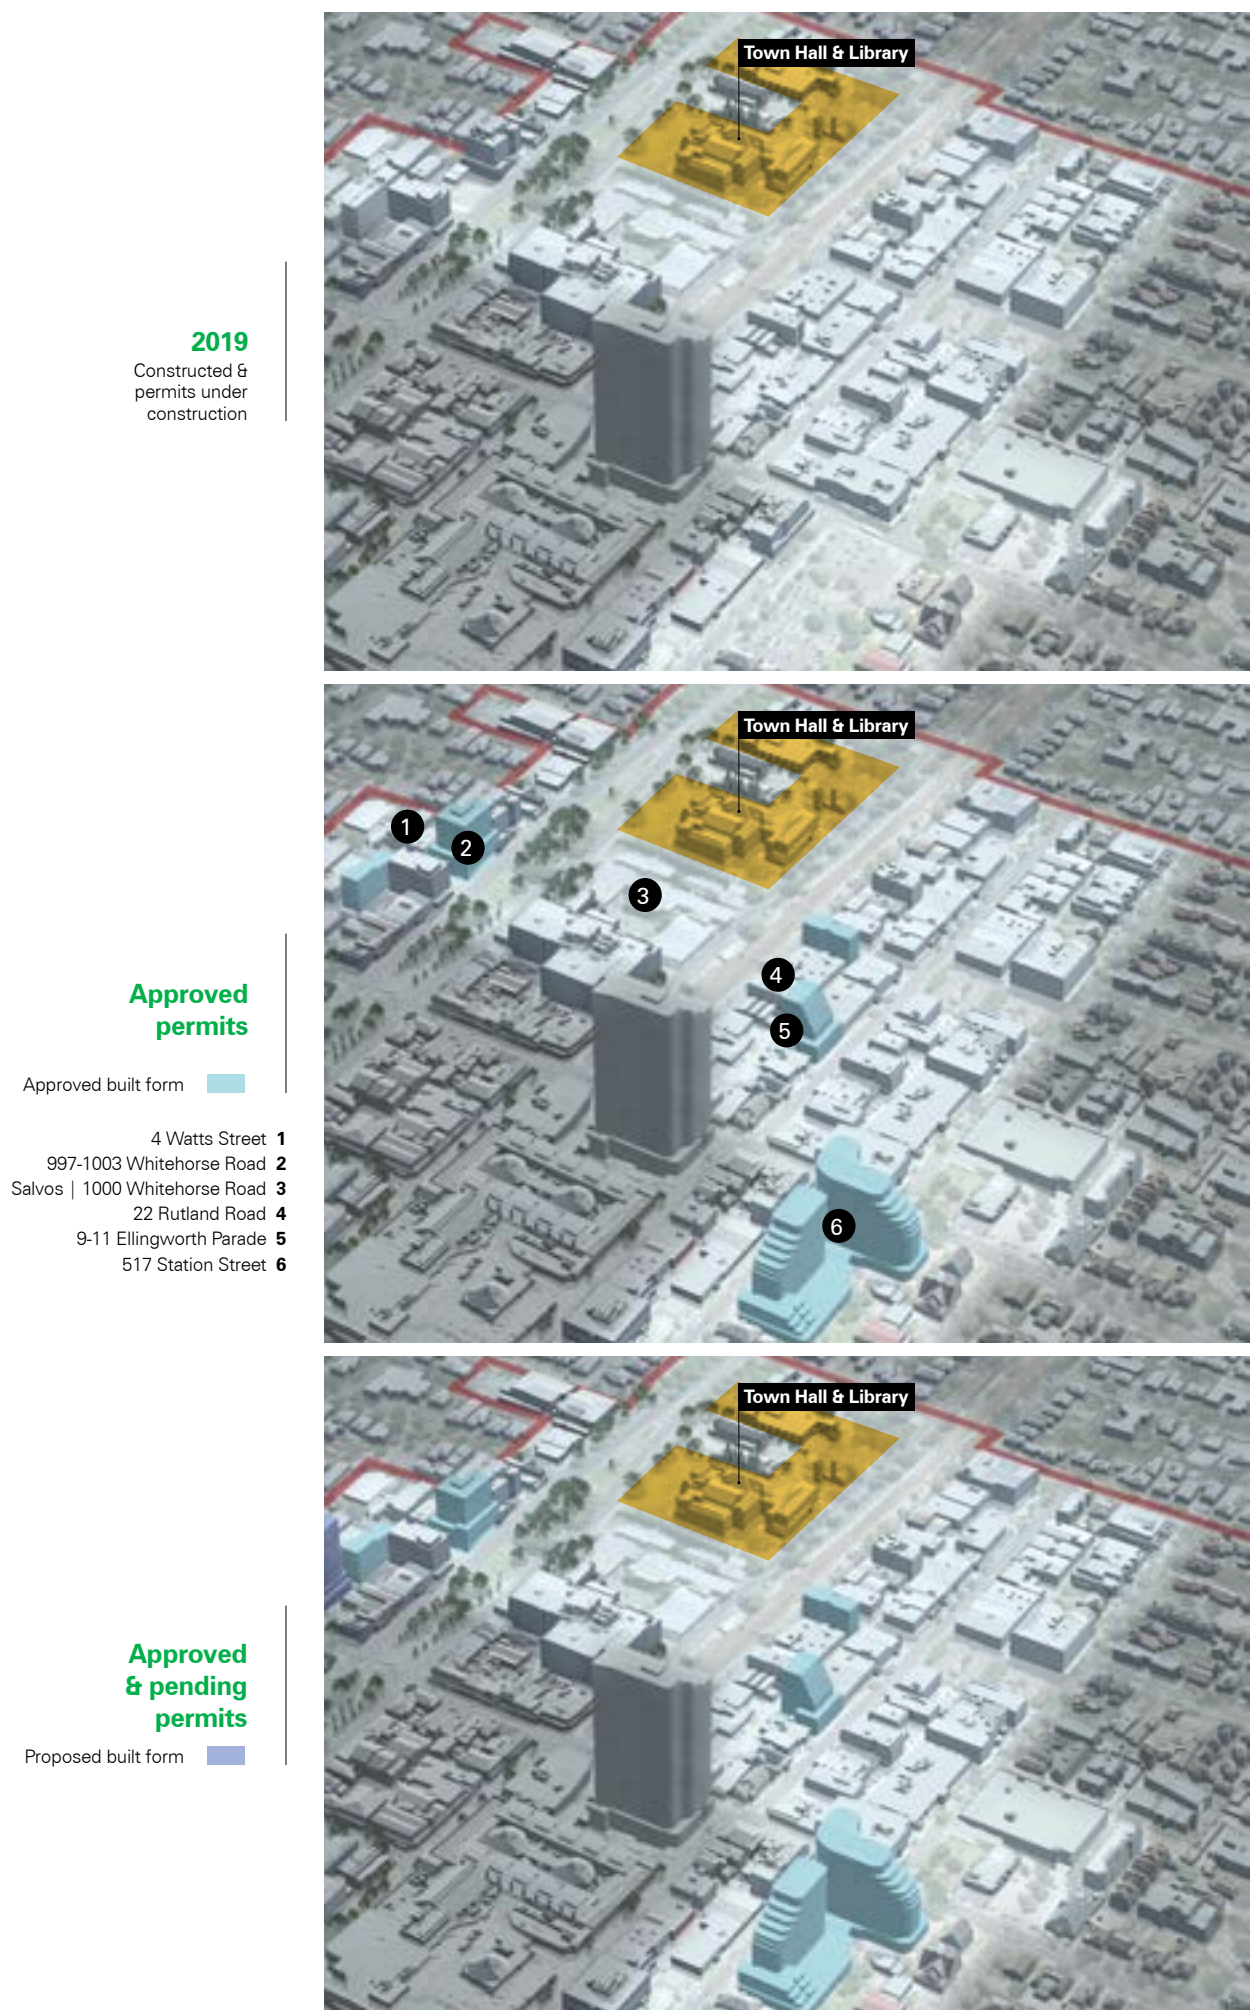 Town Hall & Library
2019
Constructed &
permits under
construction
Town Hall & Library
1
2
3
4
5
6
Approved
permits
Approved built form
4 Watts Street 1
997-1003 Whitehorse Road 2
Salvos | 1000 Whitehorse Road 3
22 Rutland Road 4
9-11 Ellingworth Parade 5
517 Station Street 6
Town Hall & Library
Approved
& pending
permits
Proposed built form